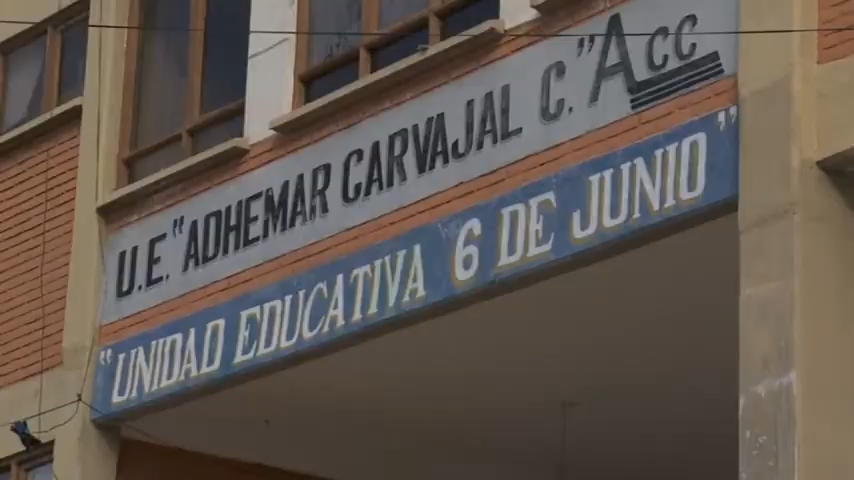 U.E. "ADHEMAR CARVAJAL C." Acc
"UNIDAD EDUCATIVA 6 DE JUNIO"